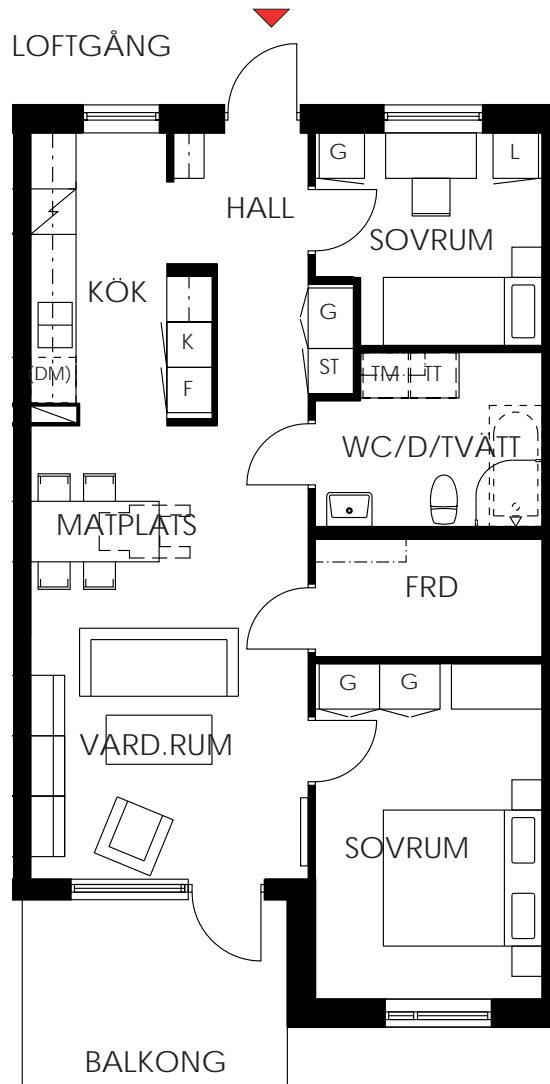 LOFTGÅNG
G
L
HALL
SOVRUM
KÖK
G
K
ST
(DM)
F
TM
TT
WC/D/TVÄTT
MATPLATS
FRD
G
G
VARD.RUM
SOVRUM
BALKONG